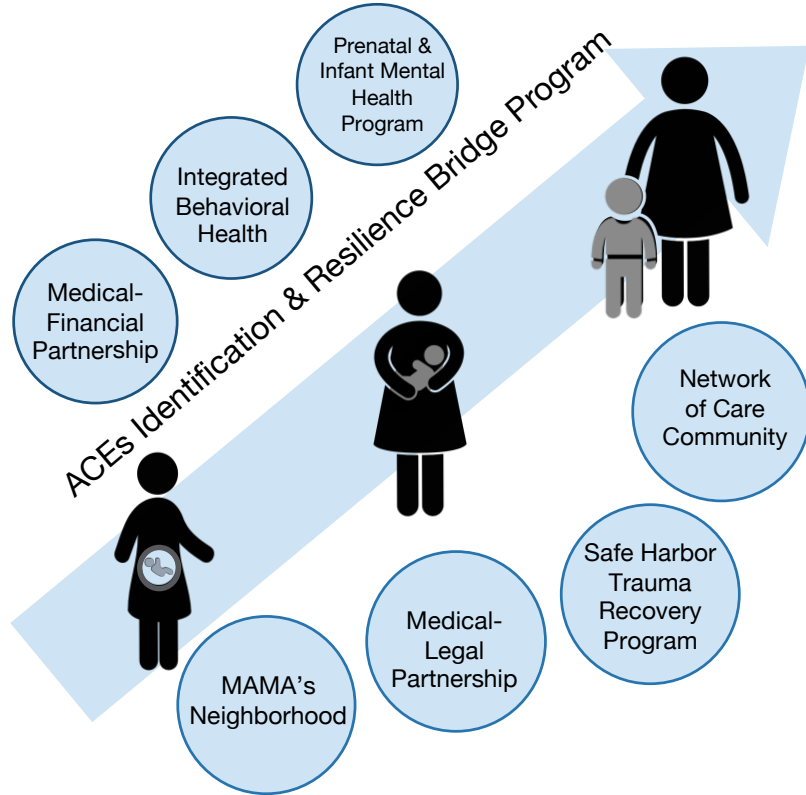 Prenatal &
Infant Mental
Health
Program
Integrated
Behavioral
Health
Medical-
Financial
Partnership
ACEs Identification & Resilience Bridge Program
Network
of Care
Community
Safe Harbor
Trauma
Recovery
Program
Medical-
Legal
Partnership
MAMA's
Neighborhood